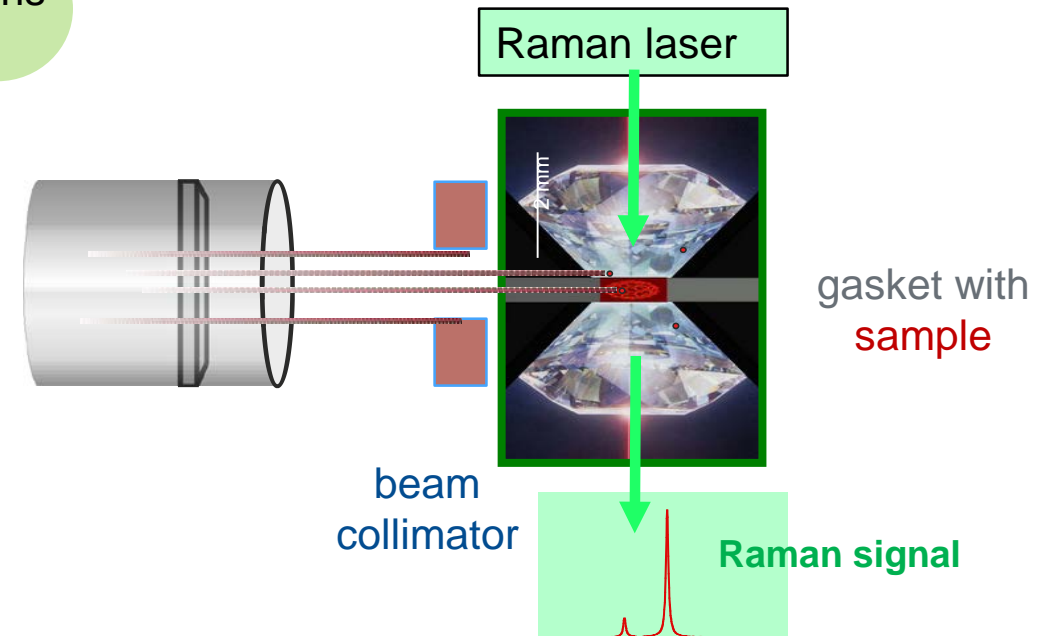 Raman laser
2 mm
gasket with
sample
beam
collimator
Raman signal